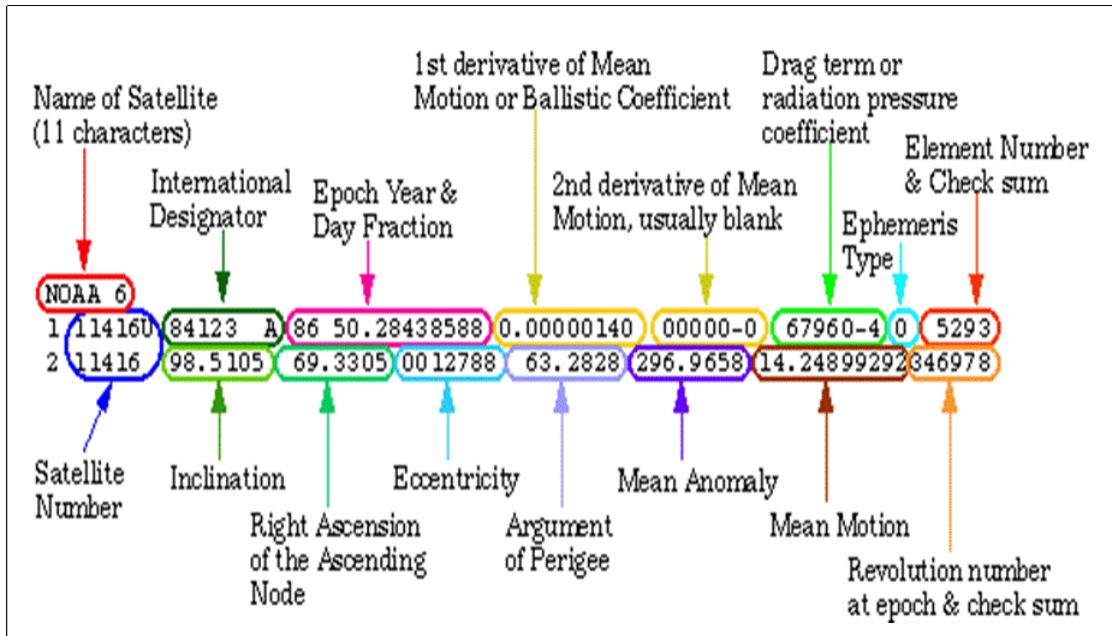 Name of Satellite
(11 characters)
International
Designator
Epoch Year &
Day Fraction
1st derivative of Mean
Motion or Ballistic Coefficient
2nd derivative of Mean
Motion, usually blank
Drag term or
radiation pressure
coefficient
Ephemeris
Type
Element Number
& Check sum
NOAA 6
1 11416U 84123 A 86 50.28438588 0.00000140 00000-0 67960-4 0 5293
2 11416 98.5105 69.3305 0012788 63.2828 296.9658 14.24899292 346978
Satellite
Number
Inclination
Right Ascension
of the Ascending
Node
Eccentricity
Argument
of Perigee
Mean Anomaly
Mean Motion
Revolution number
at epoch & check sum